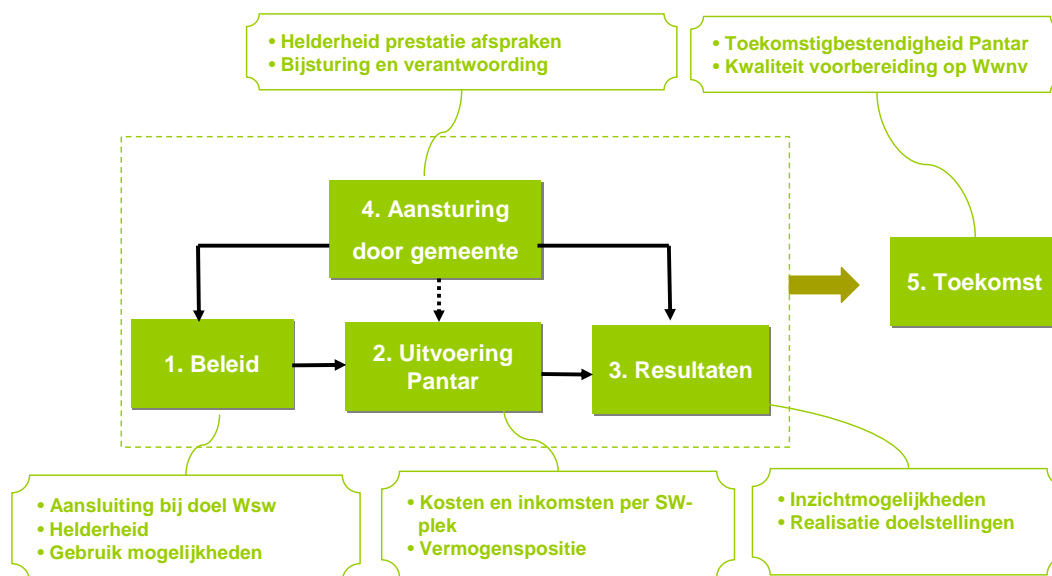 • Helderheid prestatie afspraken
• Bijsturing en verantwoording
• Toekomstigbestendigheid Pantar
• Kwaliteit voorbereiding op Wwnv
4. Aansturing
door gemeente
5. Toekomst
1. Beleid
2. Uitvoering
Pantar
3. Resultaten
• Aansluiting bij doel Wsw
• Helderheid
• Gebruik mogelijkheden
• Kosten en inkomsten per SW-
plek
• Vermogenspositie
• Inzichtmogelijkheden
• Realisatie doelstellingen